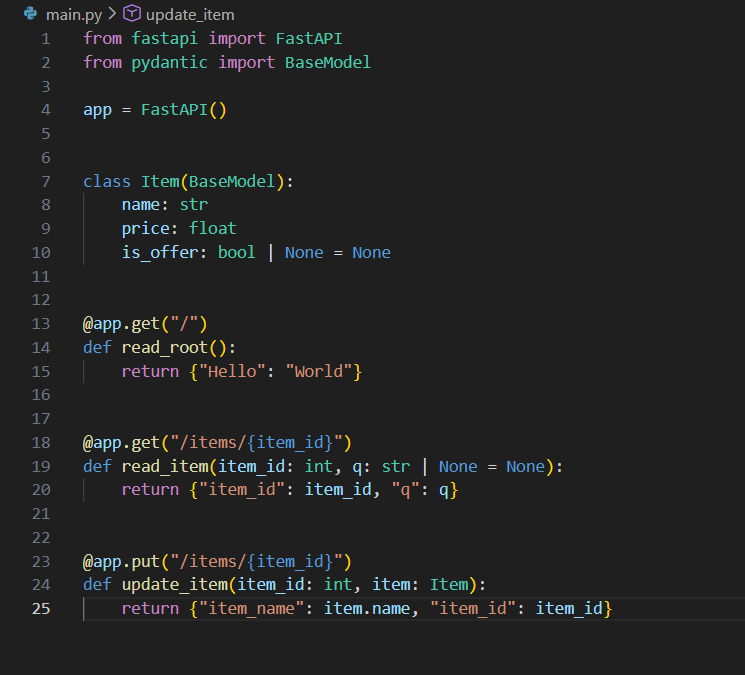 main.py > update_item
1 from fastapi import FastAPI
2 from pydantic import BaseModel
3
4 app = FastAPI()
5
6
7 class Item(BaseModel):
8     name: str
9     price: float
10     is_offer: bool | None = None
11
12
13 @app.get("/")
14 def read_root():
15     return {"Hello": "World"}
16
17
18 @app.get("/items/{item_id}")
19 def read_item(item_id: int, q: str | None = None):
20     return {"item_id": item_id, "q": q}
21
22
23 @app.put("/items/{item_id}")
24 def update_item(item_id: int, item: Item):
25     return {"item_name": item.name, "item_id": item_id}